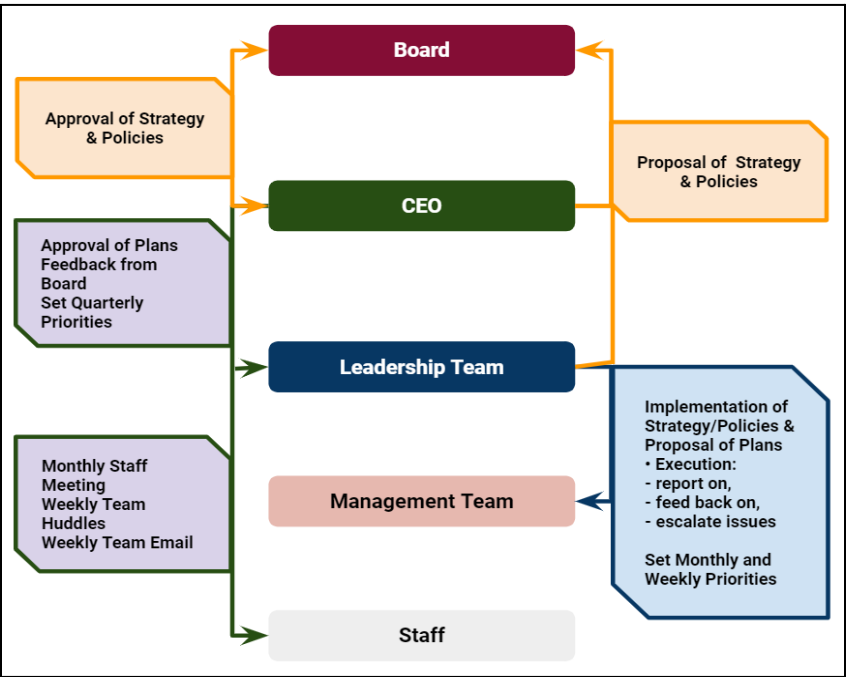 Board
Approval of Strategy
& Policies
Proposal of Strategy
& Policies
CEO
Approval of Plans
Feedback from
Board
Set Quarterly
Priorities
Leadership Team
Implementation of
Strategy/Policies &
Proposal of Plans
• Execution:
- report on,
- feed back on,
- escalate issues
Set Monthly and
Weekly Priorities
Monthly Staff
Meeting
Weekly Team
Huddles
Weekly Team Email
Management Team
Staff